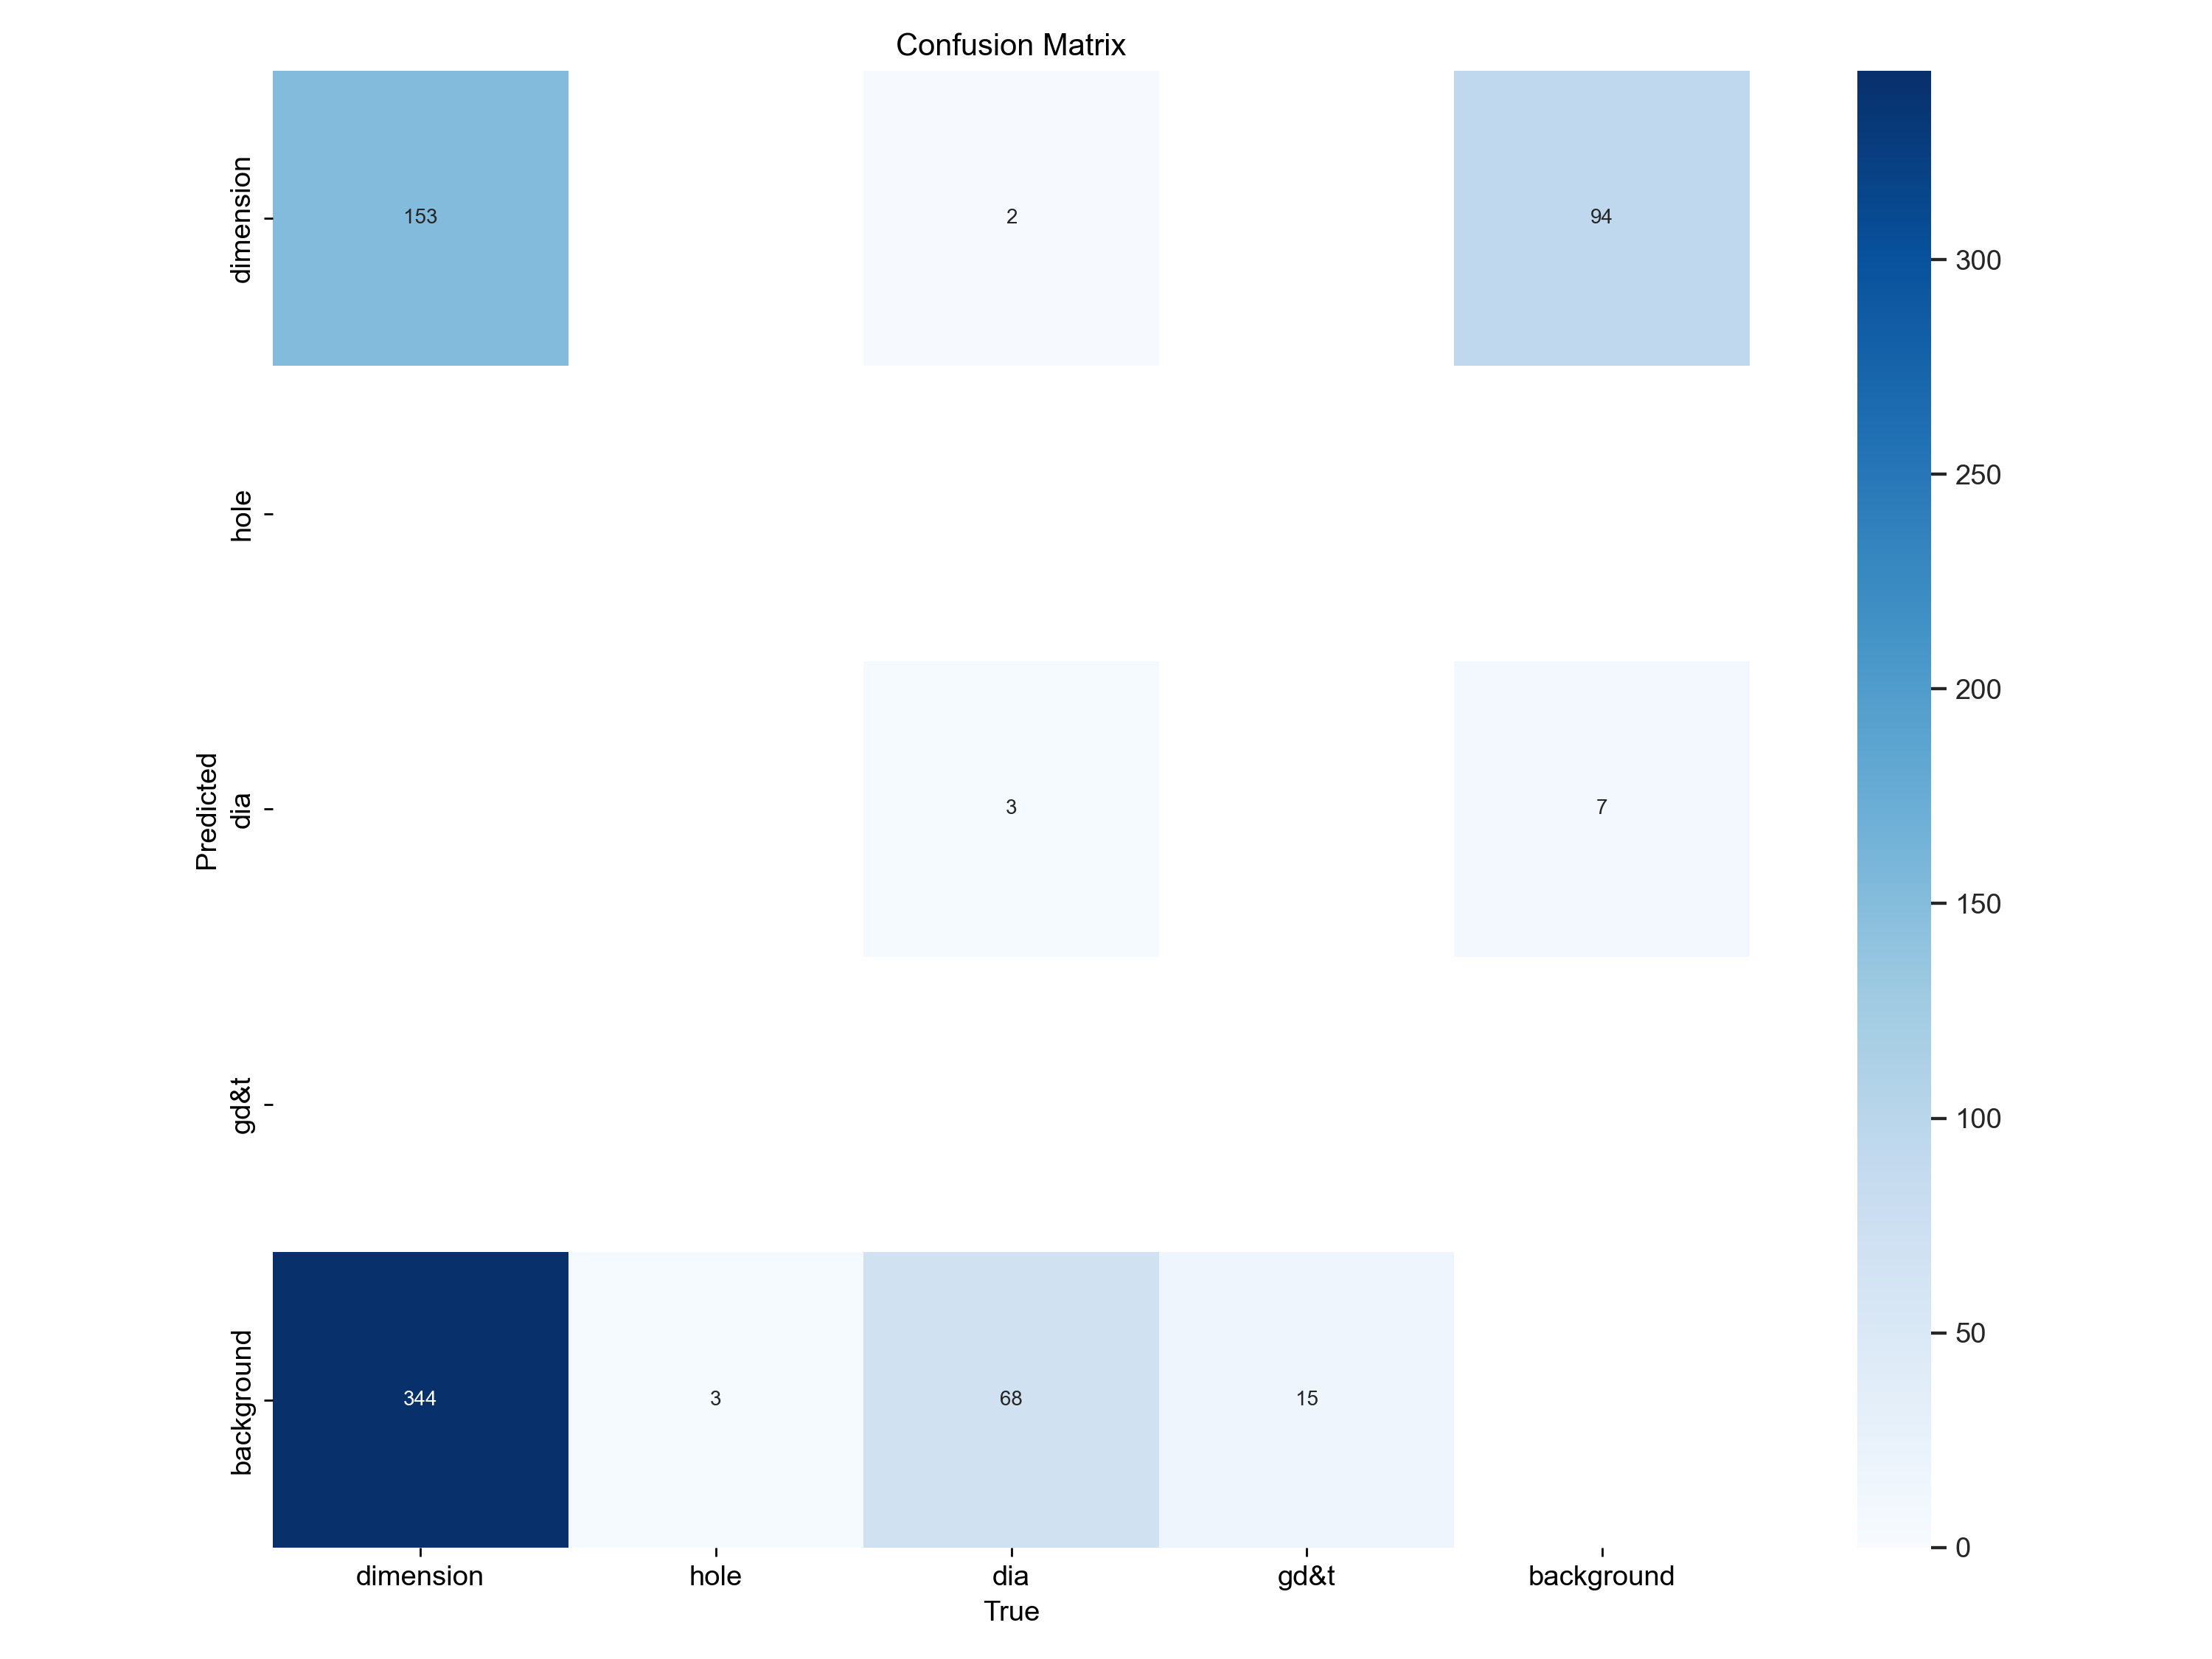 Confusion Matrix
dimension
153
2
94
hole
Predicted
dia
3
7
gd&t
background
344
3
68
15
dimension
hole
dia
gd&t
background
True
300
250
200
150
100
50
0